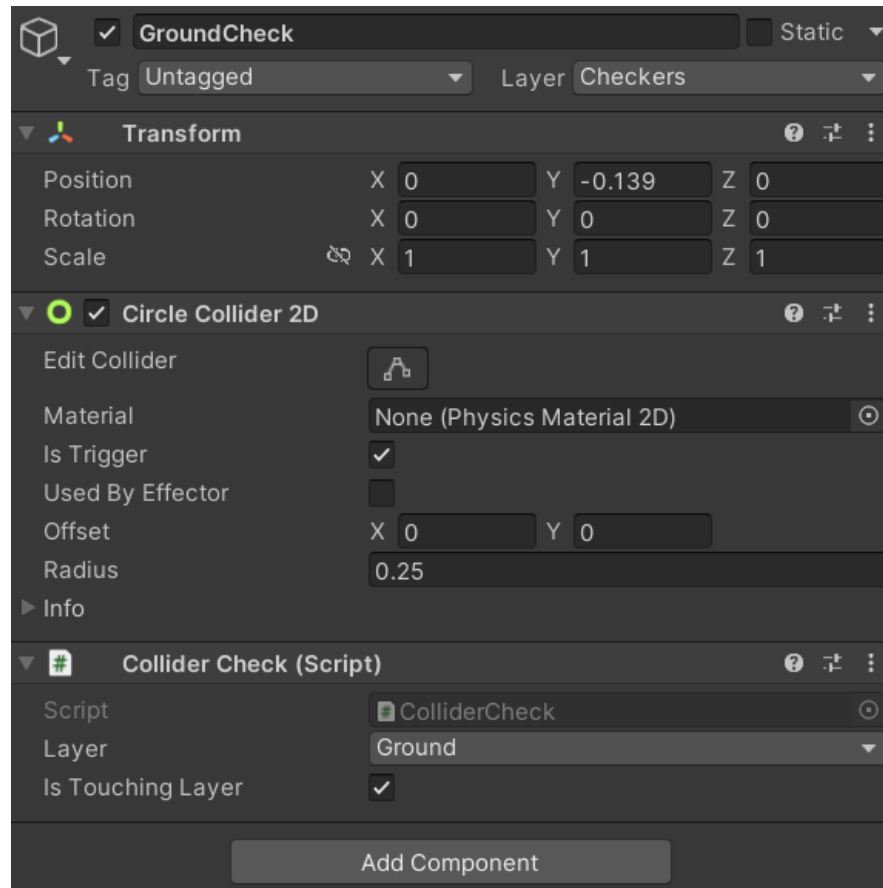 GroundCheck Static
Tag Untagged Layer Checkers
Transform
Position X 0 Y -0.139 Z 0
Rotation X 0 Y 0 Z 0
Scale X 1 Y 1 Z 1
Circle Collider 2D
Edit Collider
Material None (Physics Material 2D)
Is Trigger
Used By Effector
Offset X 0 Y 0
Radius 0.25
Info
# Collider Check (Script)
Script # ColliderCheck
Layer Ground
Is Touching Layer
Add Component